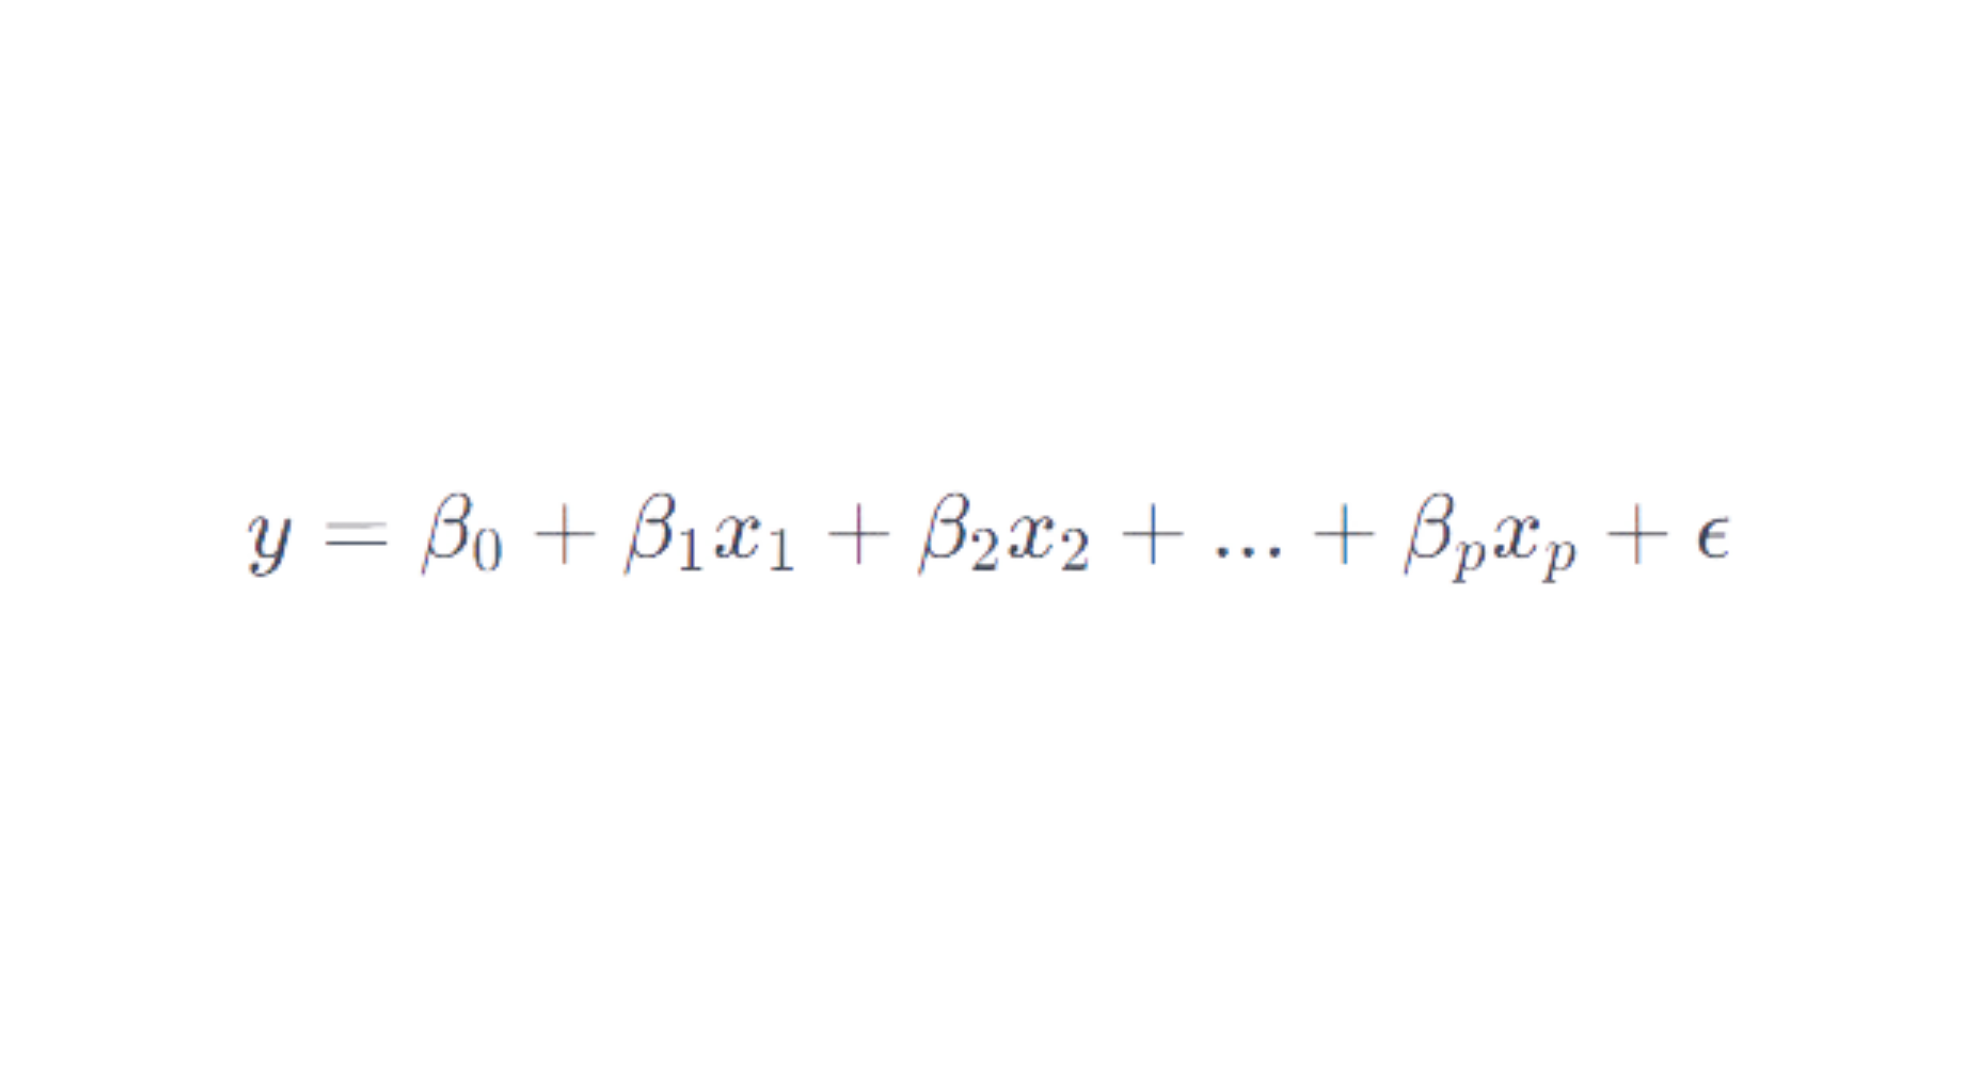 y = β₀ + β₁x₁ + β₂x₂ + ... + βₚxₚ + ϵ